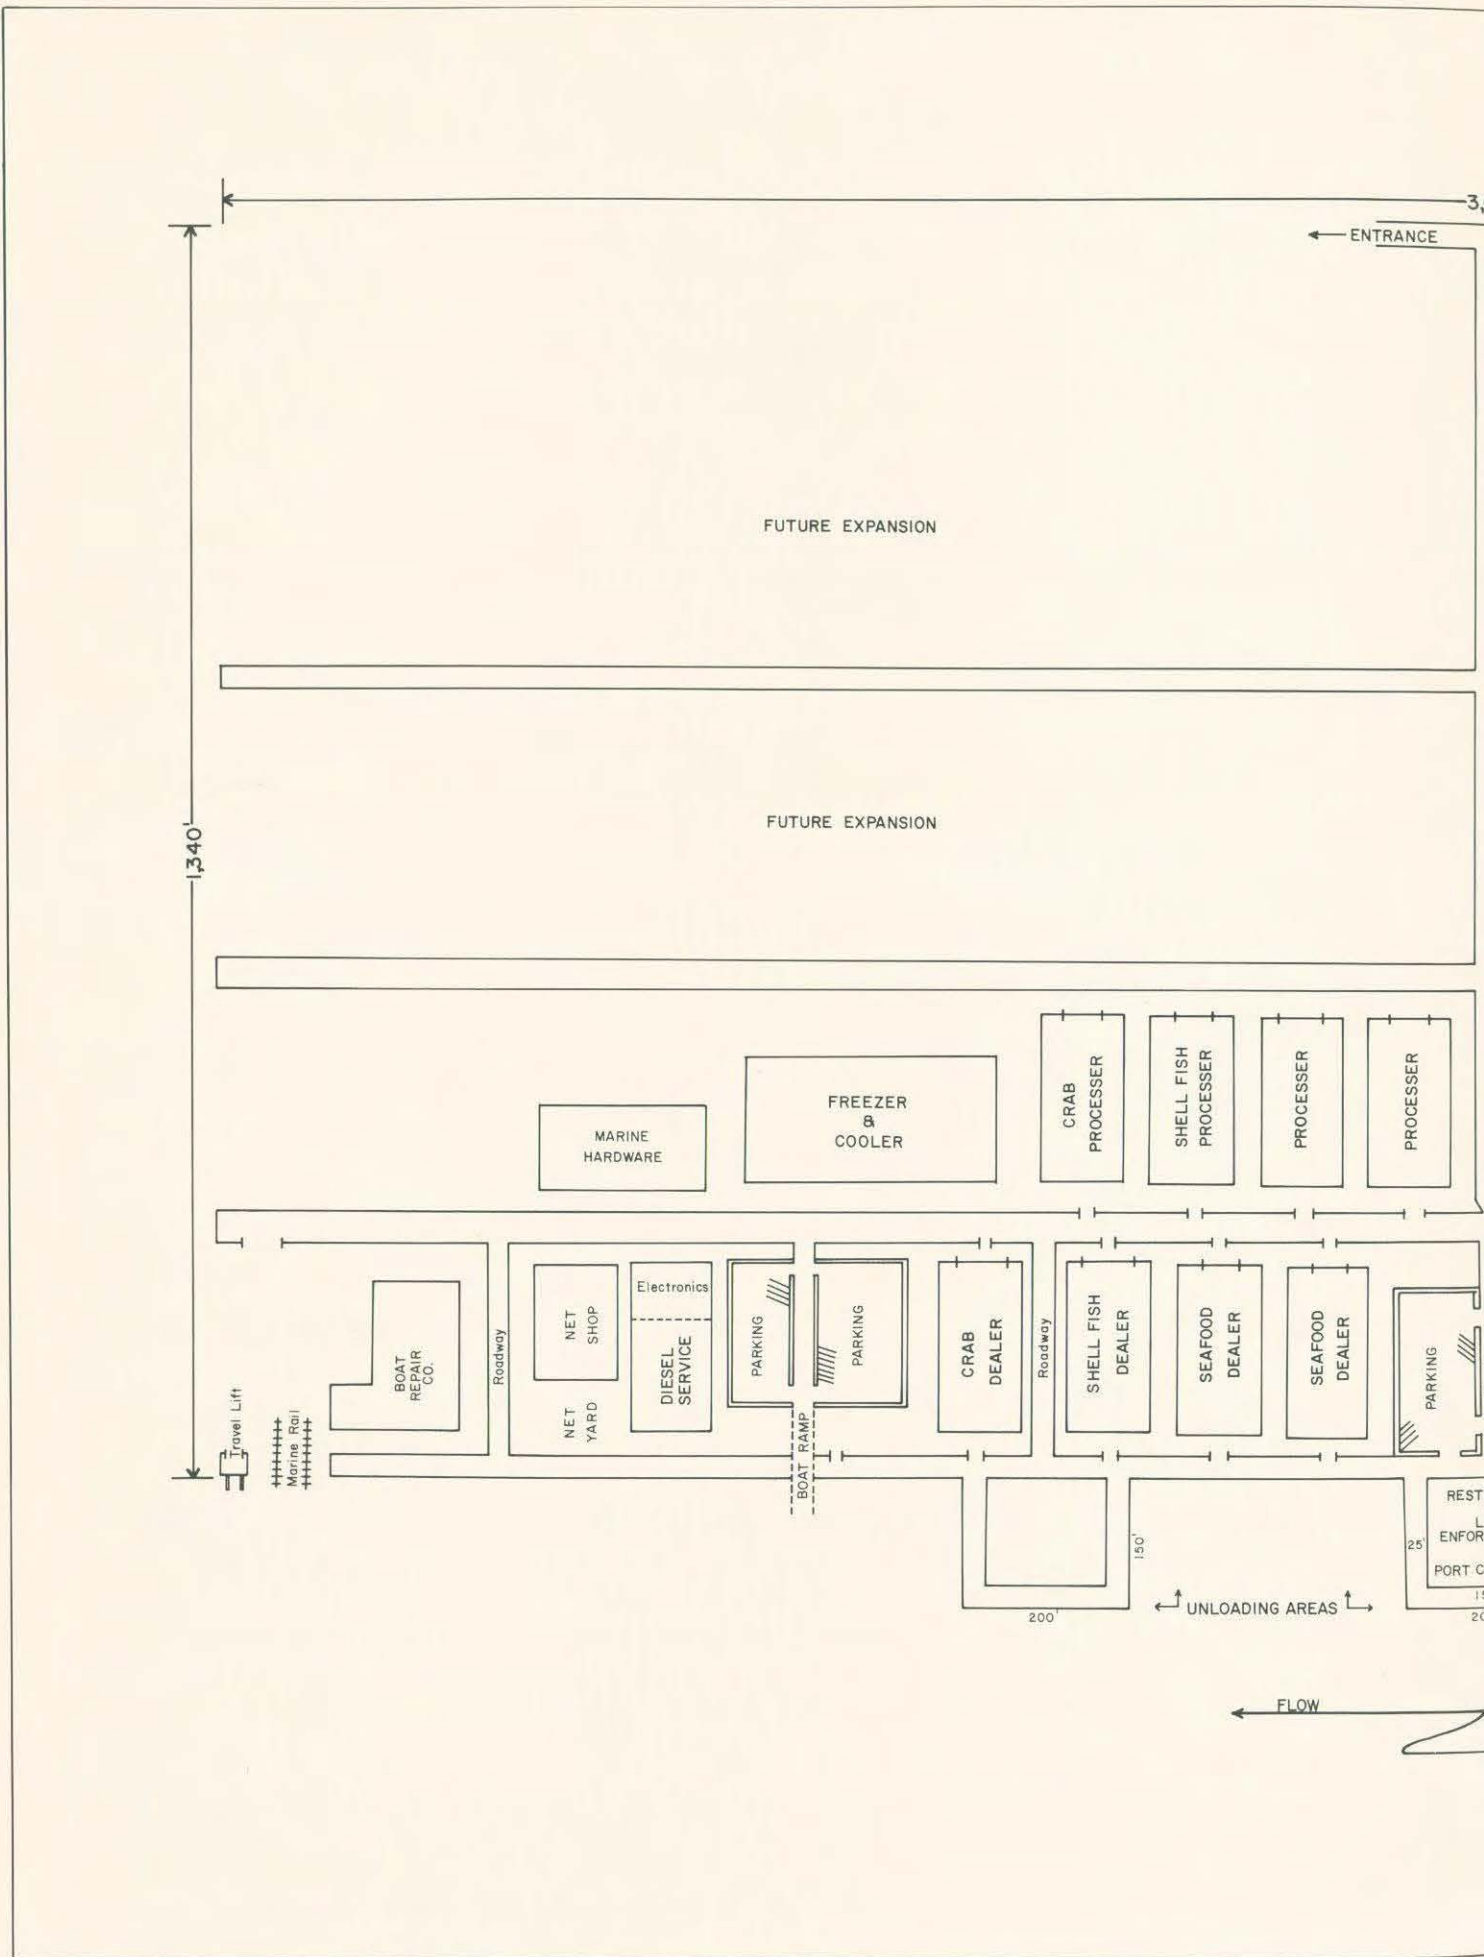 3,
ENTRANCE
FUTURE EXPANSION
1,340'
FUTURE EXPANSION
MARINE
HARDWARE
FREEZER
&
COOLER
CRAB
PROCESSER
SHELL FISH
PROCESSER
PROCESSER
PROCESSER
Travel Lift
Marine Rail
BOAT
REPAIR
CO.
Roadway
NET
SHOP
NET
YARD
Electronics
DIESEL
SERVICE
PARKING
BOAT RAMP
PARKING
CRAB
DEALER
Roadway
SHELL FISH
DEALER
SEAFOOD
DEALER
SEAFOOD
DEALER
PARKING
REST
L
ENFOR
PORT C
25'
150'
200'
UNLOADING AREAS
FLOW